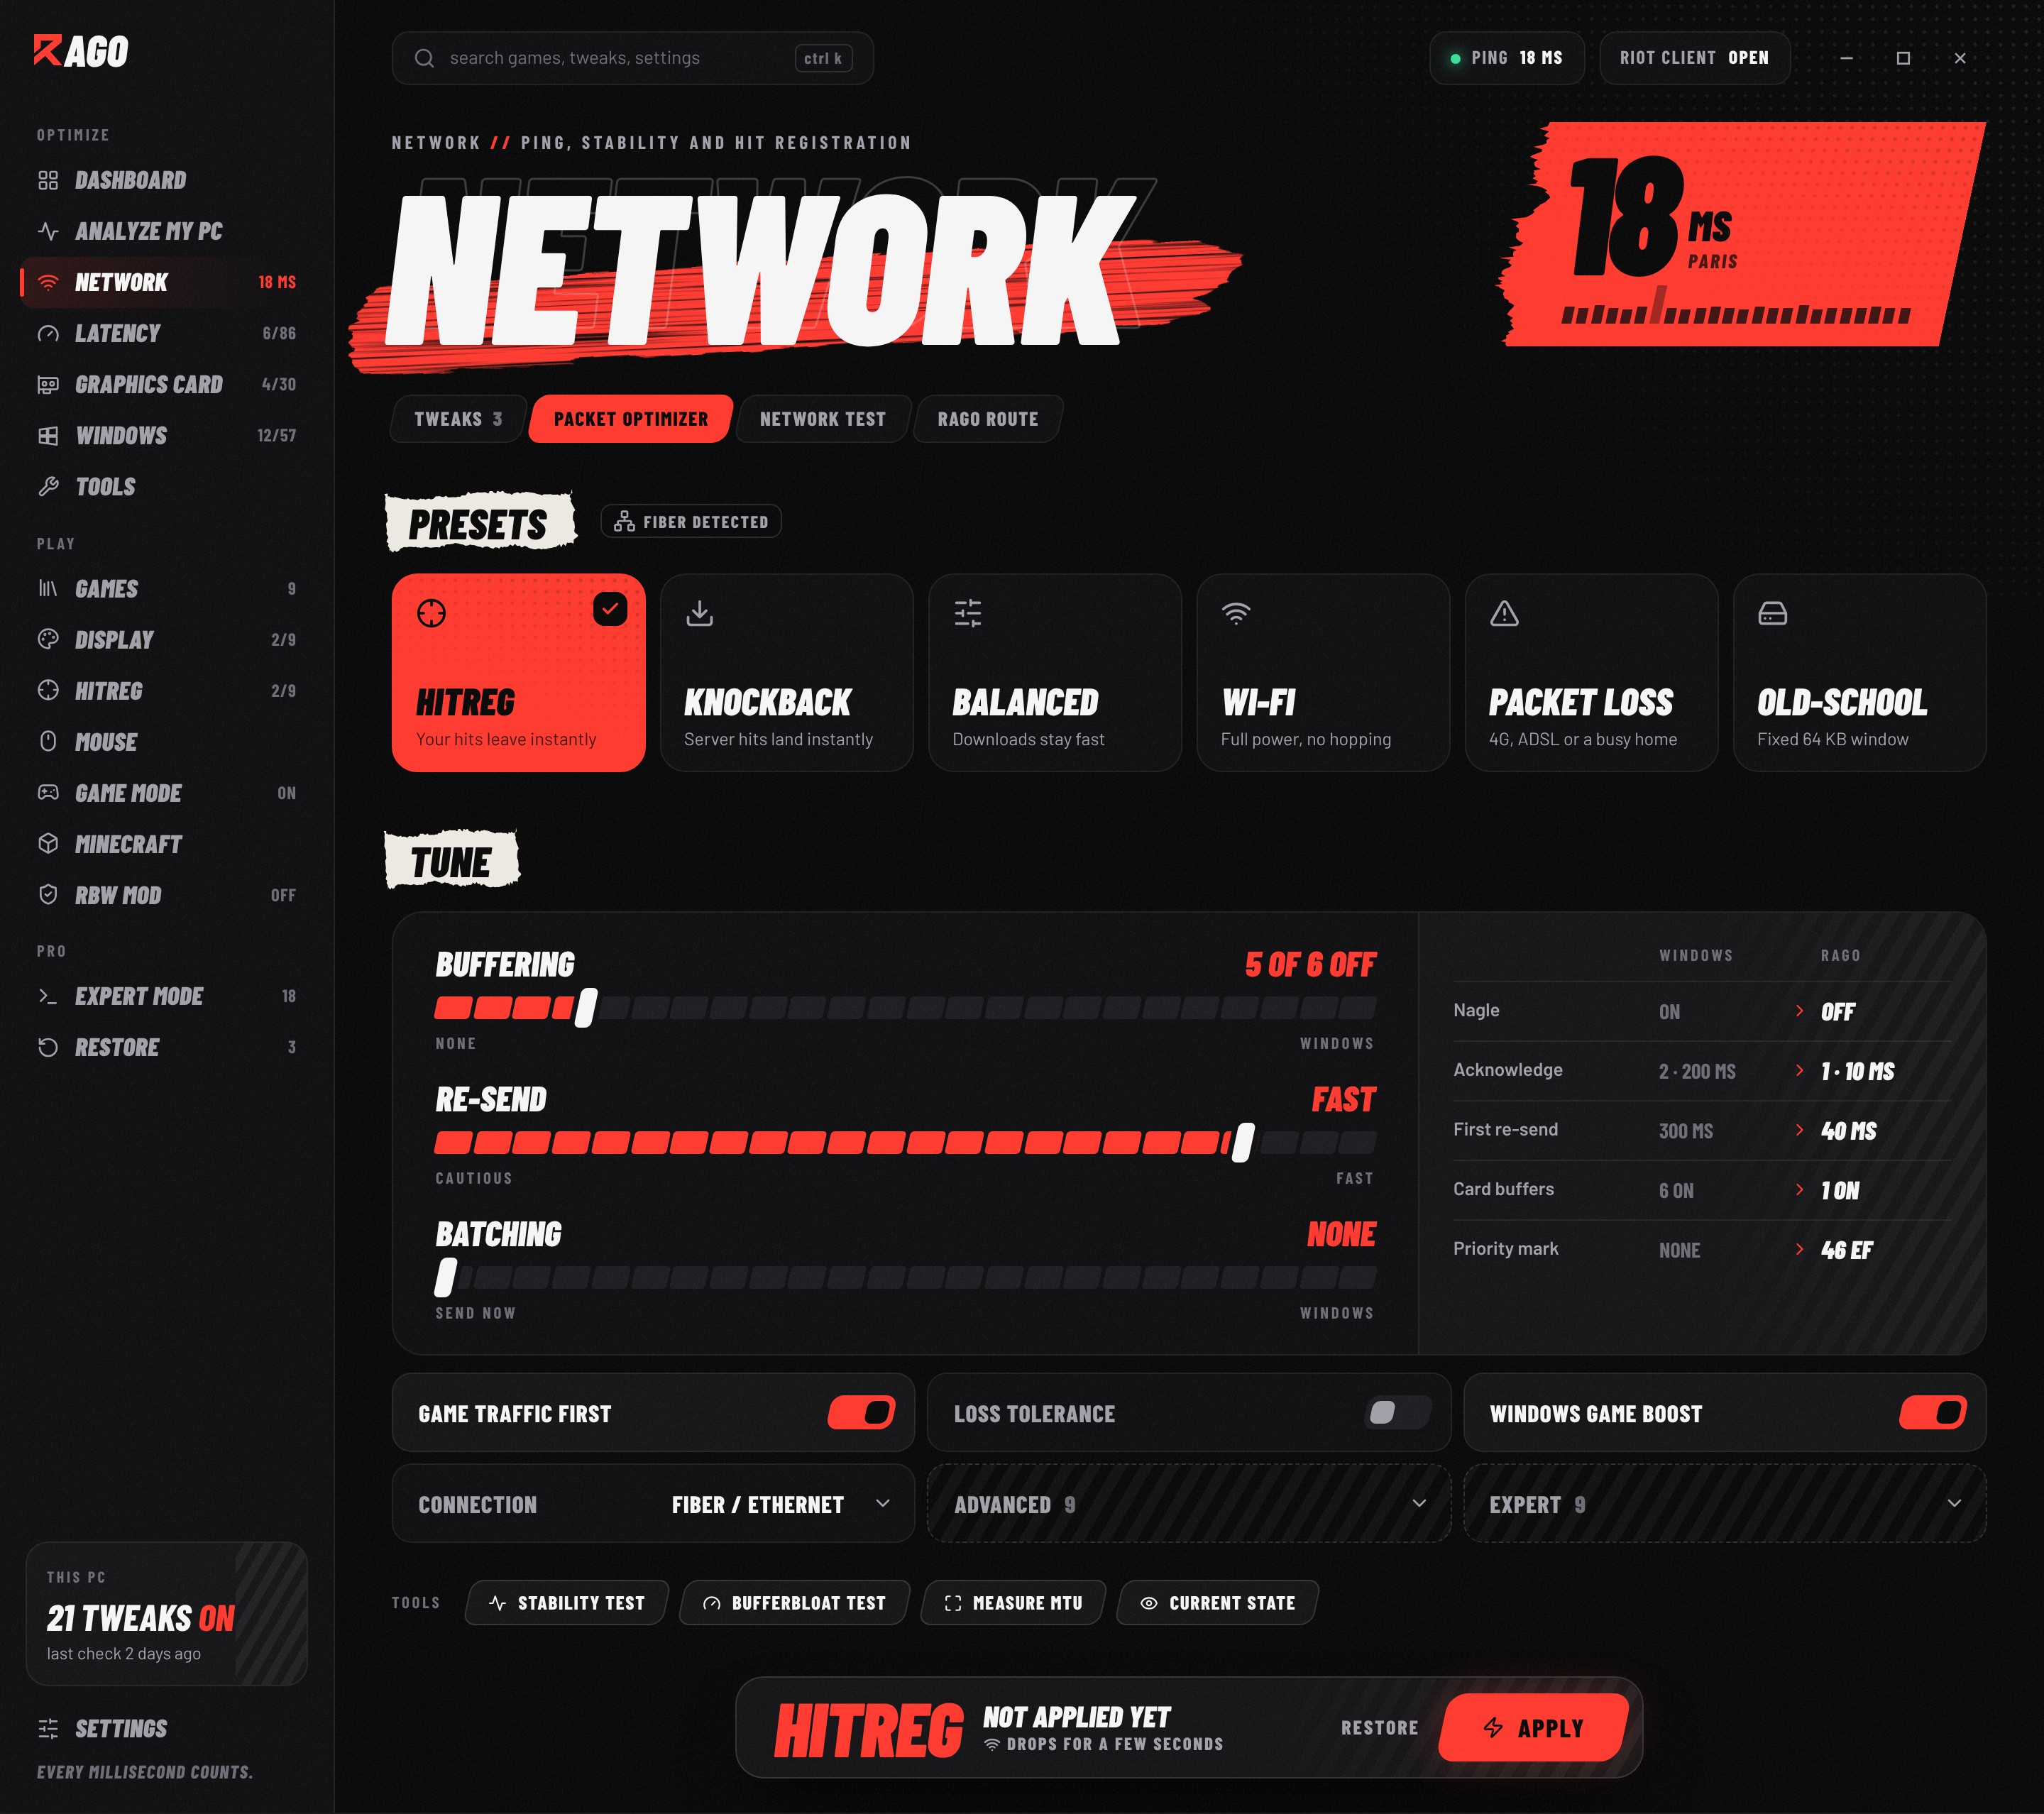 RAGO
search games, tweaks, settings
ctrl k
PING 18 MS
RIOT CLIENT OPEN
OPTIMIZE
DASHBOARD
ANALYZE MY PC
NETWORK 18 MS
LATENCY 6/86
GRAPHICS CARD 4/30
WINDOWS 12/57
TOOLS
PLAY
GAMES 9
DISPLAY 2/9
HITREG 2/9
MOUSE
GAME MODE ON
MINECRAFT
RBW MOD OFF
PRO
EXPERT MODE 18
RESTORE 3
THIS PC
21 TWEAKS ON
last check 2 days ago
SETTINGS
EVERY MILLISECOND COUNTS.
NETWORK // PING, STABILITY AND HIT REGISTRATION
NETWORK
18 MS
PARIS
TWEAKS 3
PACKET OPTIMIZER
NETWORK TEST
RAGO ROUTE
PRESETS
FIBER DETECTED
HITREG
Your hits leave instantly
KNOCKBACK
Server hits land instantly
BALANCED
Downloads stay fast
WI-FI
Full power, no hopping
PACKET LOSS
4G, ADSL or a busy home
OLD-SCHOOL
Fixed 64 KB window
TUNE
BUFFERING 5 OF 6 OFF
NONE WINDOWS
RE-SEND FAST
CAUTIOUS FAST
BATCHING NONE
SEND NOW WINDOWS
WINDOWS RAGO
Nagle ON > OFF
Acknowledge 2 · 200 MS > 1 · 10 MS
First re-send 300 MS > 40 MS
Card buffers 6 ON > 1 ON
Priority mark NONE > 46 EF
GAME TRAFFIC FIRST
LOSS TOLERANCE
WINDOWS GAME BOOST
CONNECTION FIBER / ETHERNET
ADVANCED 9
EXPERT 9
TOOLS
STABILITY TEST
BUFFERBLOAT TEST
MEASURE MTU
CURRENT STATE
HITREG
NOT APPLIED YET
DROPS FOR A FEW SECONDS
RESTORE
APPLY